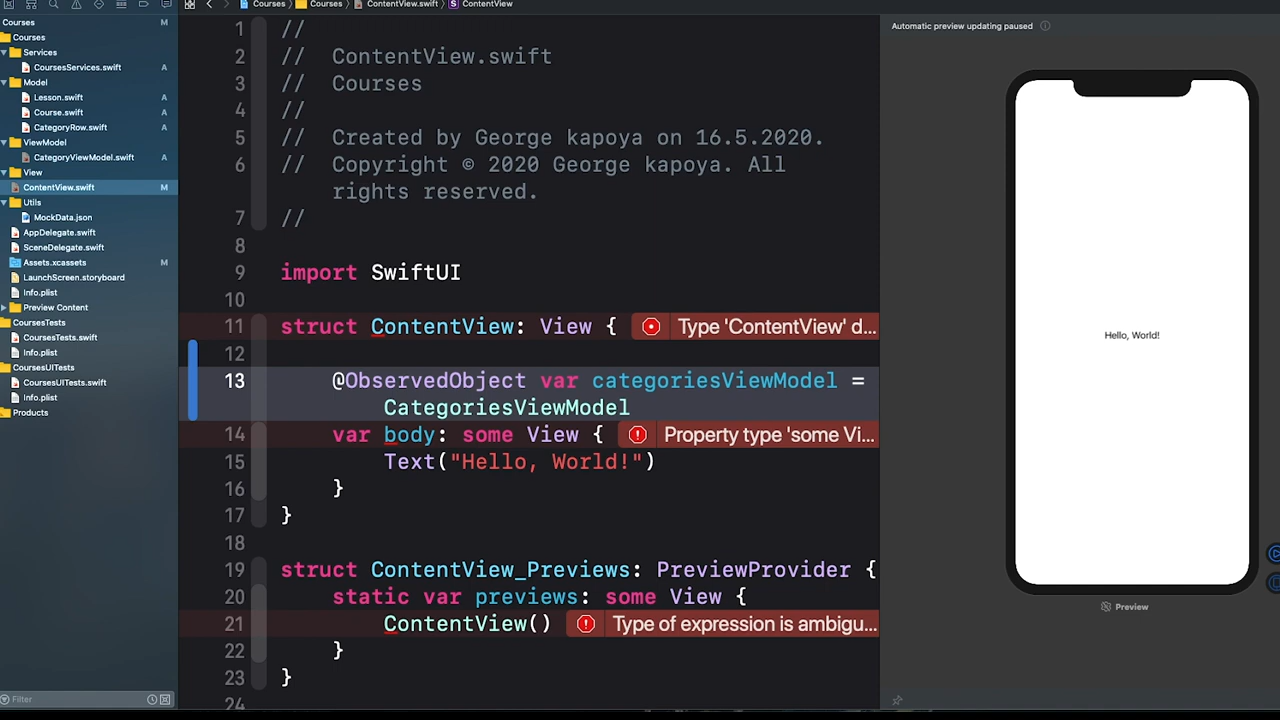 Courses > Courses > ContentView.swift > S ContentView
Courses M
Courses
Services
CoursesServices.swift A
Model
Lesson.swift A
Course.swift A
CategoryRow.swift A
ViewModel
CategoryViewModel.swift A
View
ContentView.swift M
Utils
MockData.json
AppDelegate.swift
SceneDelegate.swift
Assets.xcassets M
LaunchScreen.storyboard
Info.plist
Preview Content
CoursesTests
CoursesTests.swift
Info.plist
CoursesUITests
CoursesUITests.swift
Info.plist
Products
Filter
1 //
2 // ContentView.swift
3 // Courses
4 //
5 // Created by George kapoya on 16.5.2020.
6 // Copyright © 2020 George kapoya. All
rights reserved.
7 //
8
9 import SwiftUI
10
11 struct ContentView: View { Type 'ContentView' d...
12
13 @ObservedObject var categoriesViewModel =
CategoriesViewModel
14 var body: some View { Property type 'some Vi...
15 Text("Hello, World!")
16 }
17 }
18
19 struct ContentView_Previews: PreviewProvider {
20 static var previews: some View {
21 ContentView() Type of expression is ambigu...
22 }
23 }
24
Automatic preview updating paused
Hello, World!
Preview